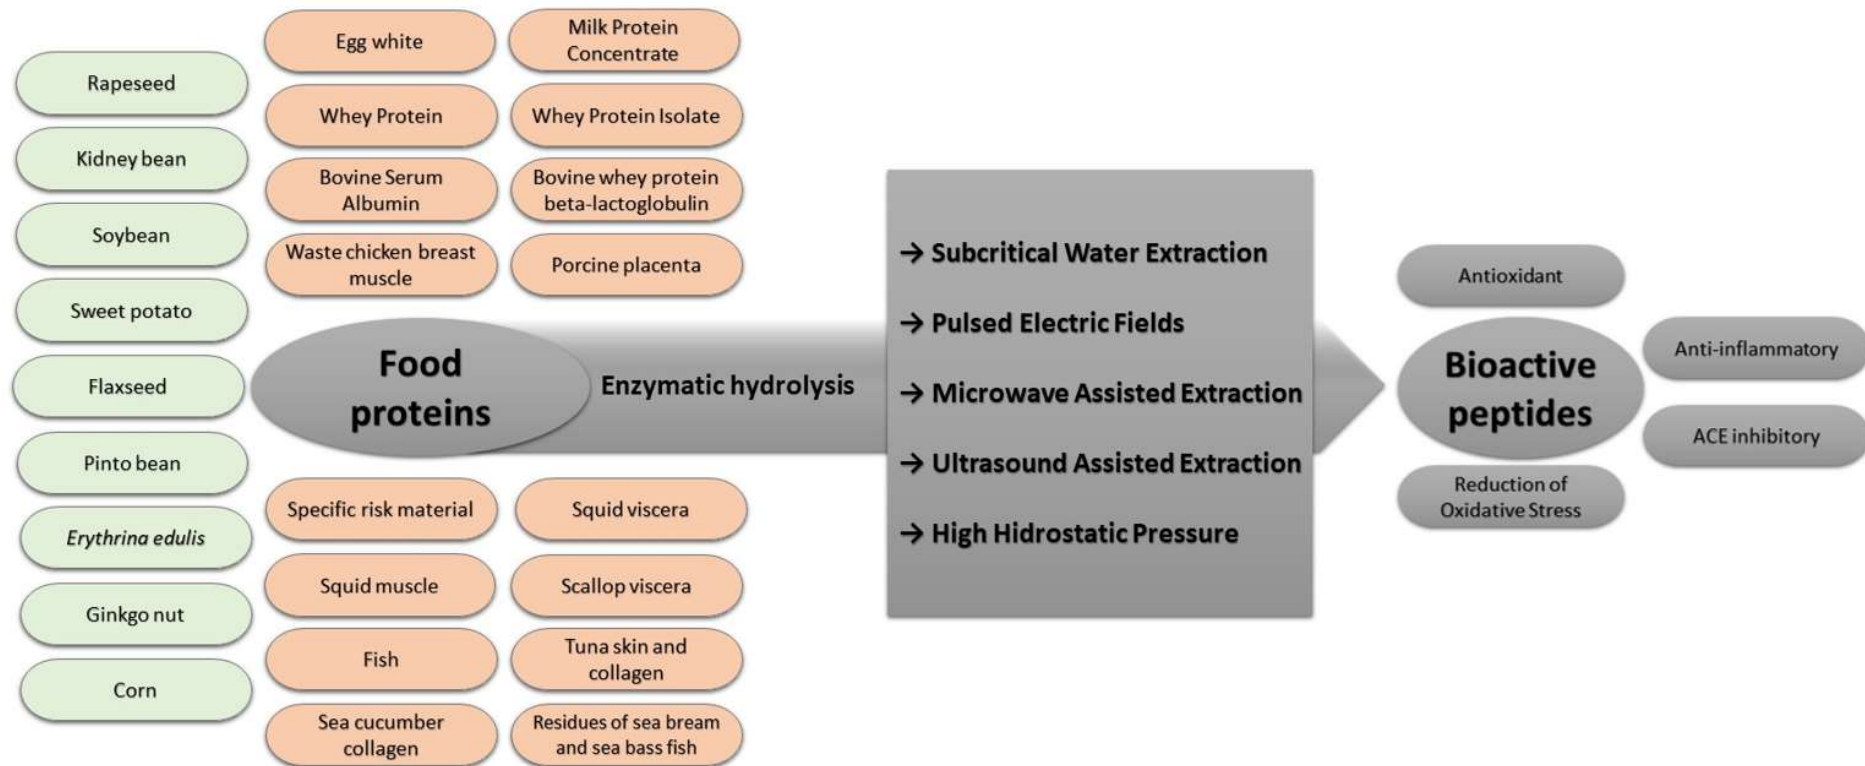 Rapeseed
Kidney bean
Soybean
Sweet potato
Flaxseed
Pinto bean
Erythrina edulis
Ginkgo nut
Corn
Egg white
Milk Protein
Concentrate
Whey Protein
Whey Protein Isolate
Bovine Serum
Albumin
Bovine whey protein
beta-lactoglobulin
Waste chicken breast
muscle
Porcine placenta
Food
proteins
Enzymatic hydrolysis
Specific risk material
Squid viscera
Squid muscle
Scallop viscera
Fish
Tuna skin and
collagen
Sea cucumber
collagen
Residues of sea bream
and sea bass fish
→ Subcritical Water Extraction
→ Pulsed Electric Fields
→ Microwave Assisted Extraction
→ Ultrasound Assisted Extraction
→ High Hidrostatic Pressure
Antioxidant
Bioactive
peptides
Anti-inflammatory
ACE inhibitory
Reduction of
Oxidative Stress